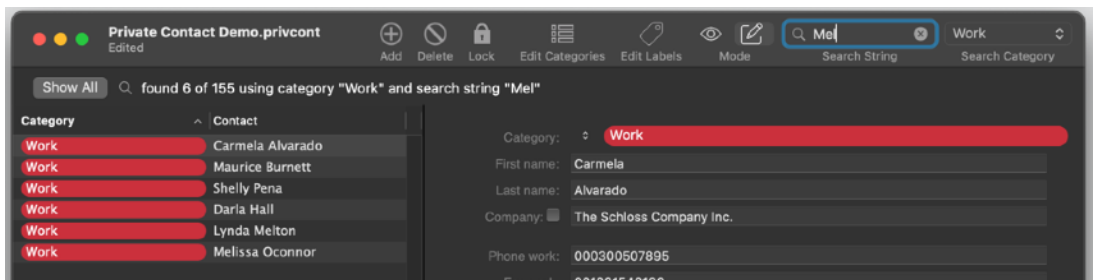 Private Contact Demo.privcont
Edited
Add Delete Lock Edit Categories Edit Labels Mode
Mel
Search String
Work
Search Category
Show All found 6 of 155 using category "Work" and search string "Mel"
Category Contact
Work Carmela Alvarado
Work Maurice Burnett
Work Shelly Pena
Work Darla Hall
Work Lynda Melton
Work Melissa Oconnor
Category: Work
First name: Carmela
Last name: Alvarado
Company: The Schloss Company Inc.
Phone work: 000300507895